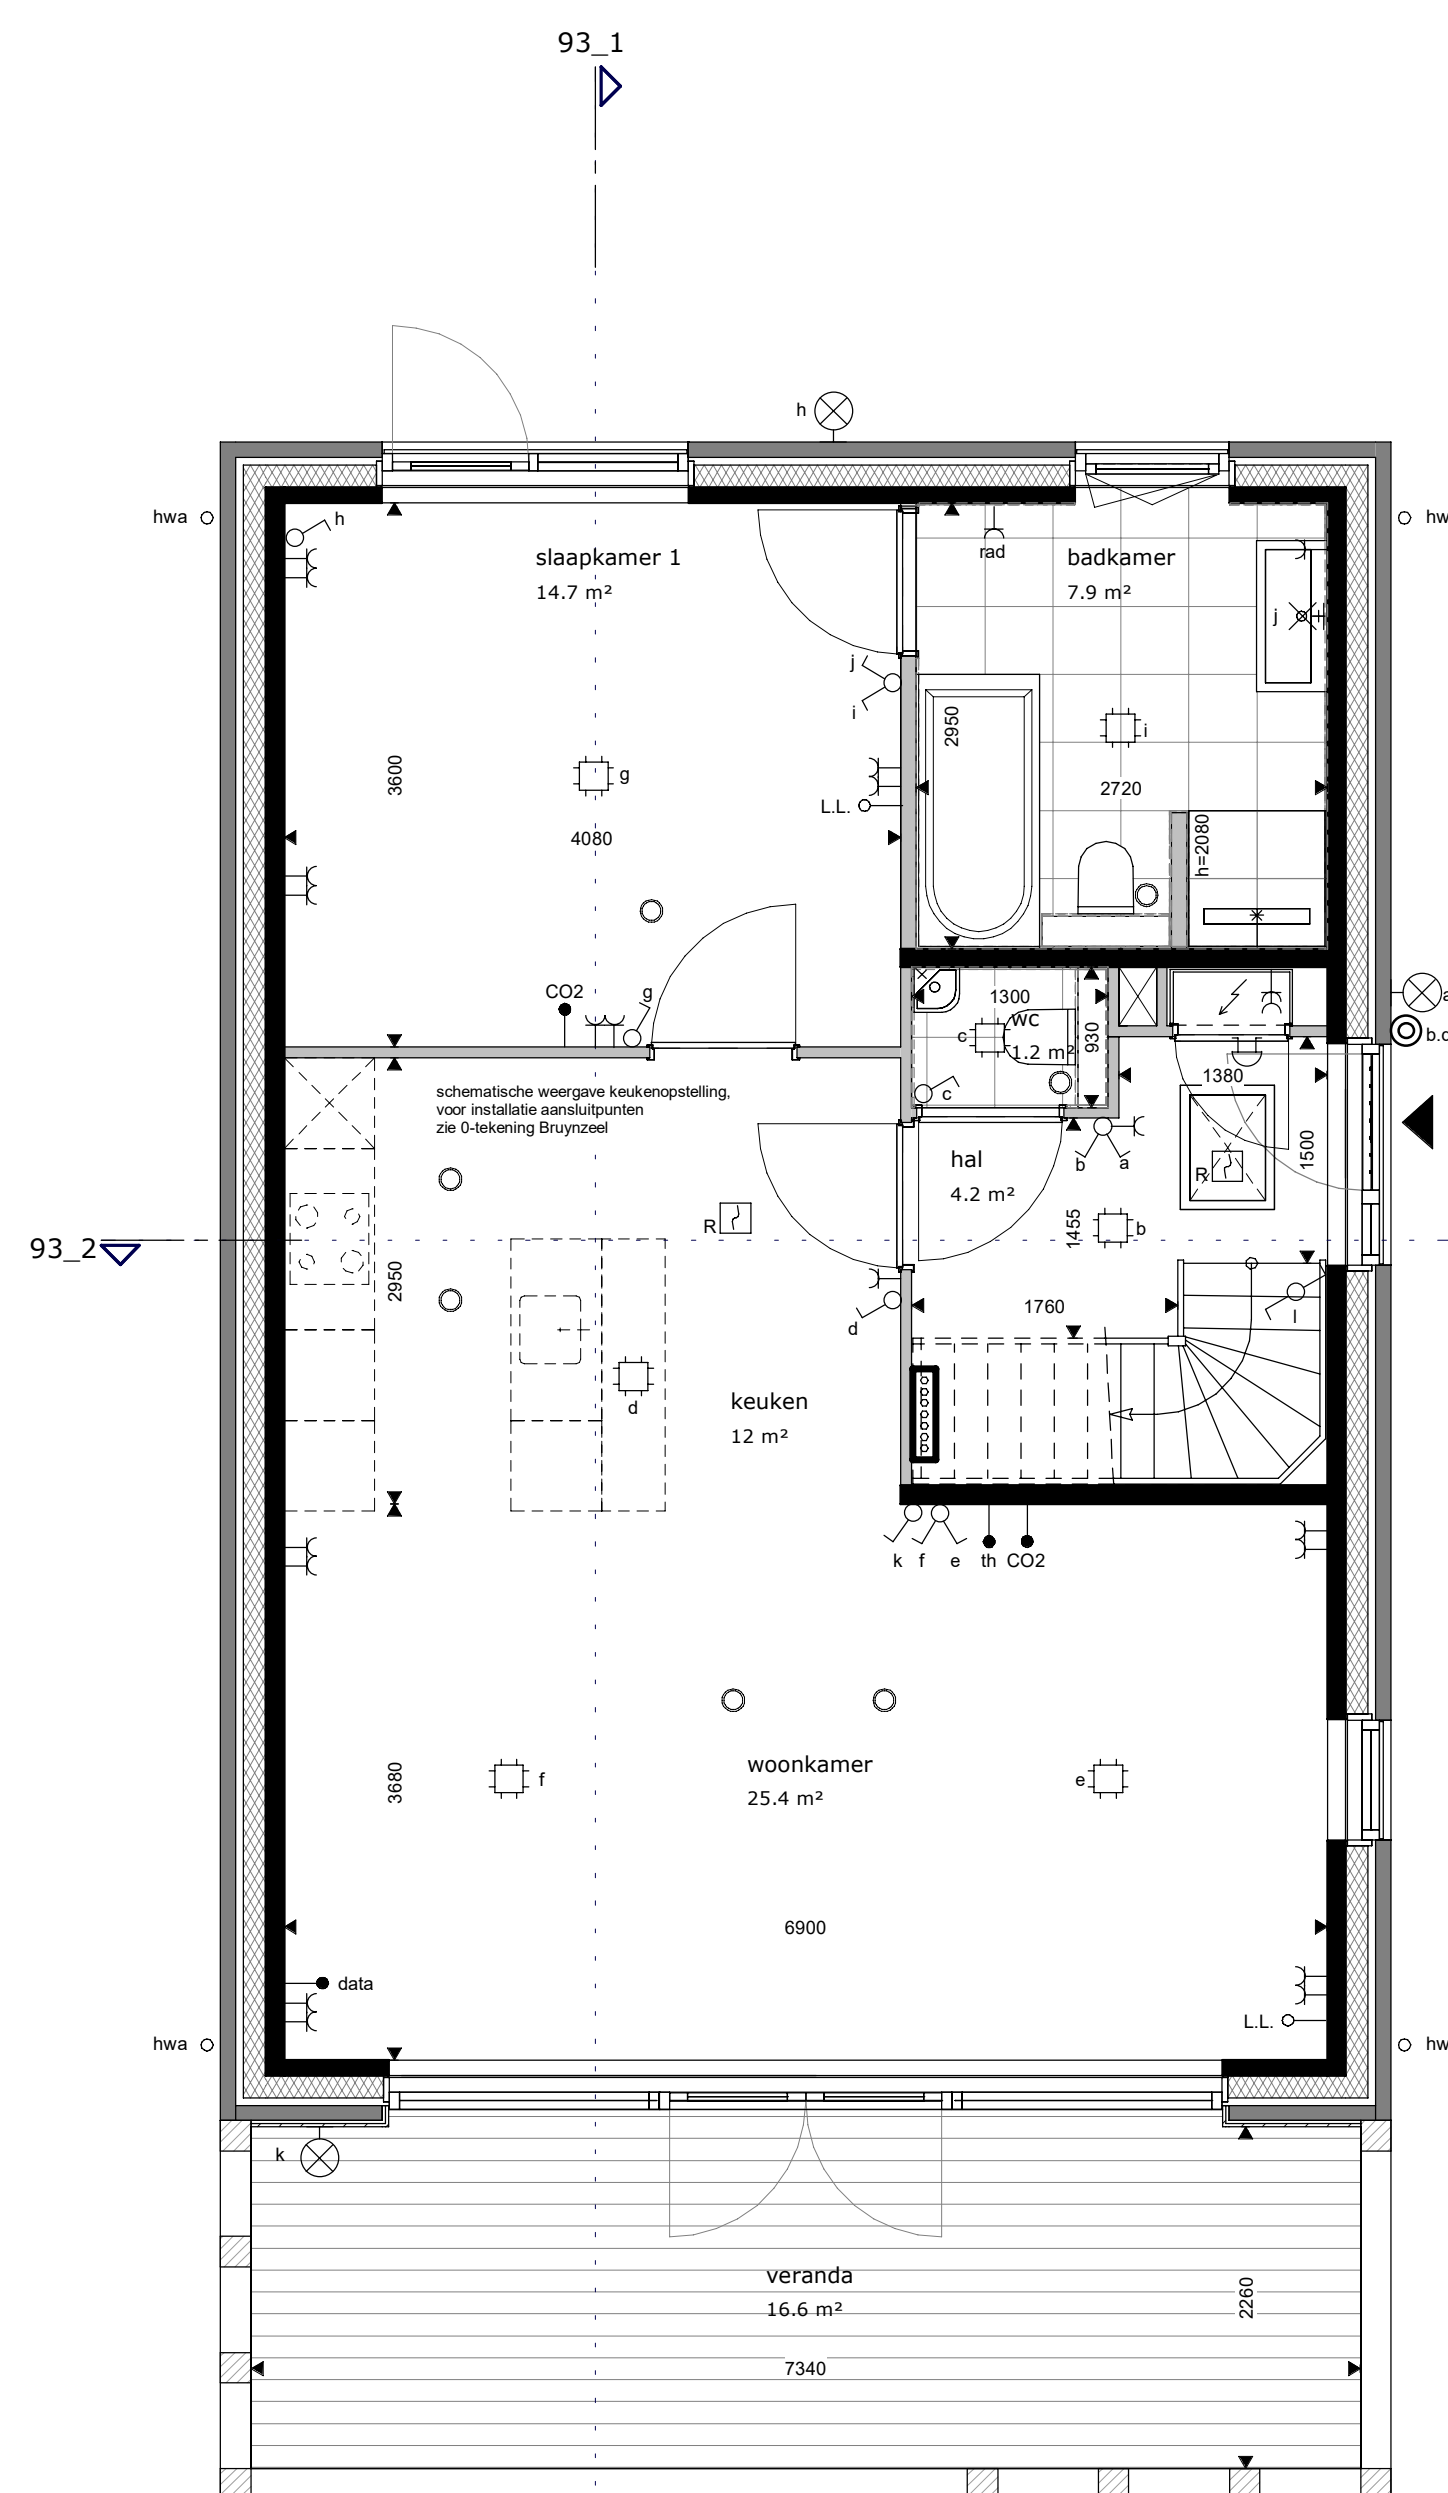 93_1
h
hwa
h
slaapkamer 1
14.7 m²
rad
badkamer
7.9 m²
hw
j
j
i
2950
i
3600
g
L.L.
2720
4080
h=2080
CO2
g
1300
wc
c
1.2 m²
930
c
a
b.d
1380
schematische weergave keukenopstelling,
voor installatie aansluitpunten
zie 0-tekening Bruynzeel
hal
4.2 m²
b
a
1500
R
R
1455
b
93_2
2950
d
1760
l
keuken
12 m²
d
k
f
e
th
CO2
3680
f
woonkamer
25.4 m²
e
6900
data
L.L.
hwa
hw
k
veranda
16.6 m²
2260
7340